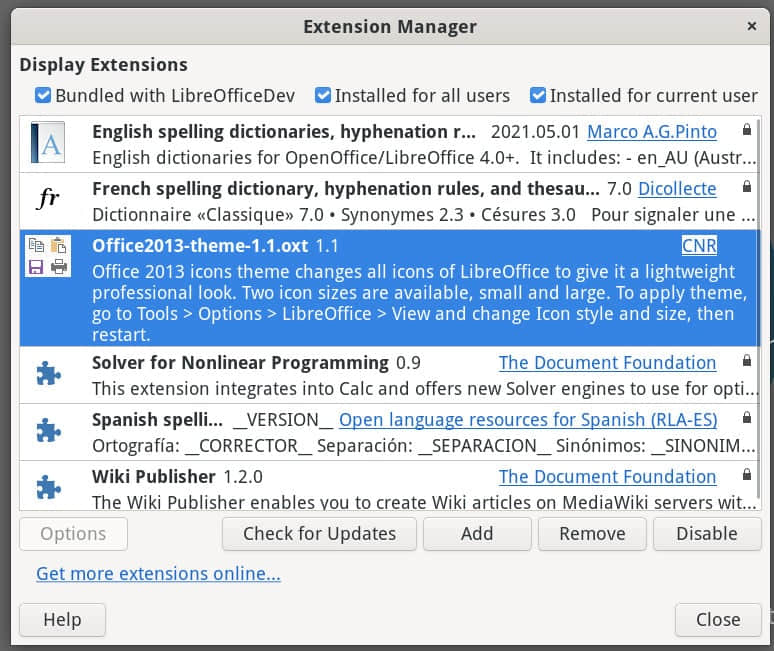 Extension Manager
×
Display Extensions
Bundled with LibreOfficeDev Installed for all users Installed for current user
English spelling dictionaries, hyphenation r... 2021.05.01 Marco A.G.Pinto
English dictionaries for OpenOffice/LibreOffice 4.0+. It includes: - en_AU (Austr...
French spelling dictionary, hyphenation rules, and thesau... 7.0 Dicollecte
Dictionnaire «Classique» 7.0 • Synonymes 2.3 • Césures 3.0 Pour signaler une ...
Office2013-theme-1.1.oxt 1.1 CNR
Office 2013 icons theme changes all icons of LibreOffice to give it a lightweight
professional look. Two icon sizes are available, small and large. To apply theme,
go to Tools > Options > LibreOffice > View and change Icon style and size, then
restart.
Solver for Nonlinear Programming 0.9 The Document Foundation
This extension integrates into Calc and offers new Solver engines to use for opti...
Spanish spelli... __VERSION__ Open language resources for Spanish (RLA-ES)
Ortografía: __CORRECTOR__ Separación: __SEPARACION__ Sinónimos: __SINONIM...
Wiki Publisher 1.2.0 The Document Foundation
The Wiki Publisher enables you to create Wiki articles on MediaWiki servers wit...
Options Check for Updates Add Remove Disable
Get more extensions online...
Help Close